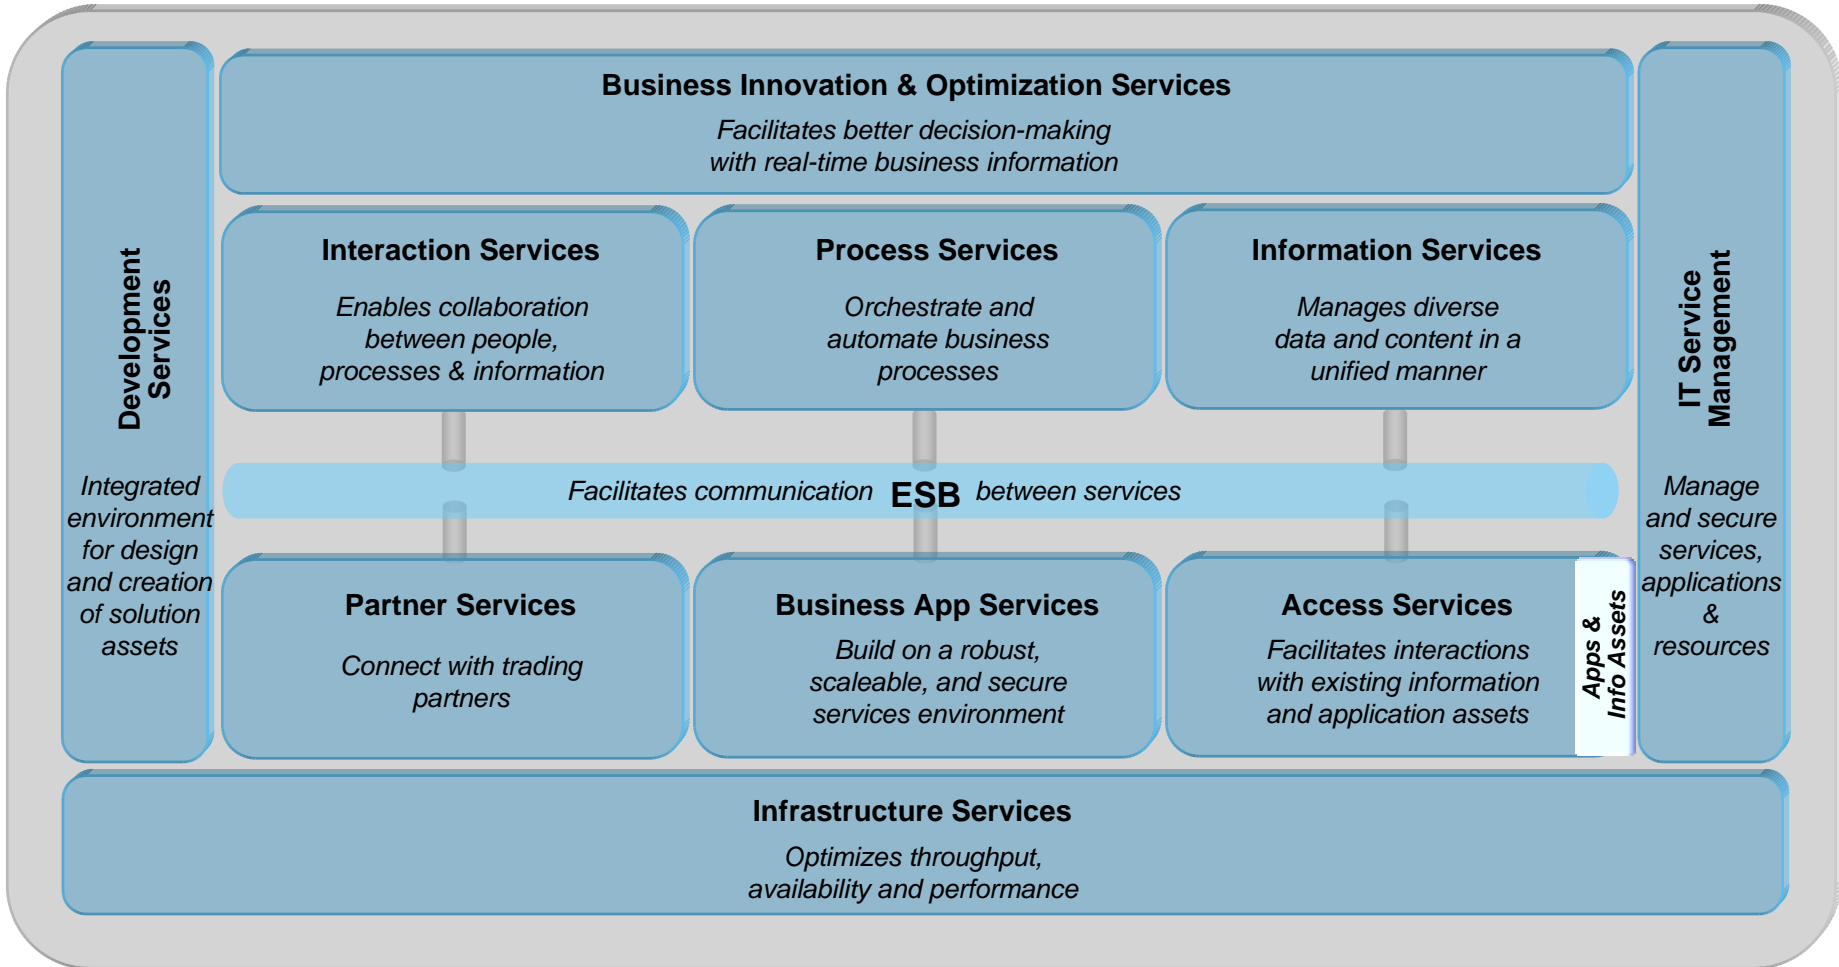 Business Innovation & Optimization Services
Facilitates better decision-making
with real-time business information
Development
Services
Integrated
environment
for design
and creation
of solution
assets
Interaction Services
Enables collaboration
between people,
processes & information
Process Services
Orchestrate and
automate business
processes
Information Services
Manages diverse
data and content in a
unified manner
IT Service
Management
Manage
and secure
services,
applications
&
resources
Facilitates communication ESB between services
Partner Services
Connect with trading
partners
Business App Services
Build on a robust,
scaleable, and secure
services environment
Access Services
Facilitates interactions
with existing information
and application assets
Apps &
Info Assets
Infrastructure Services
Optimizes throughput,
availability and performance